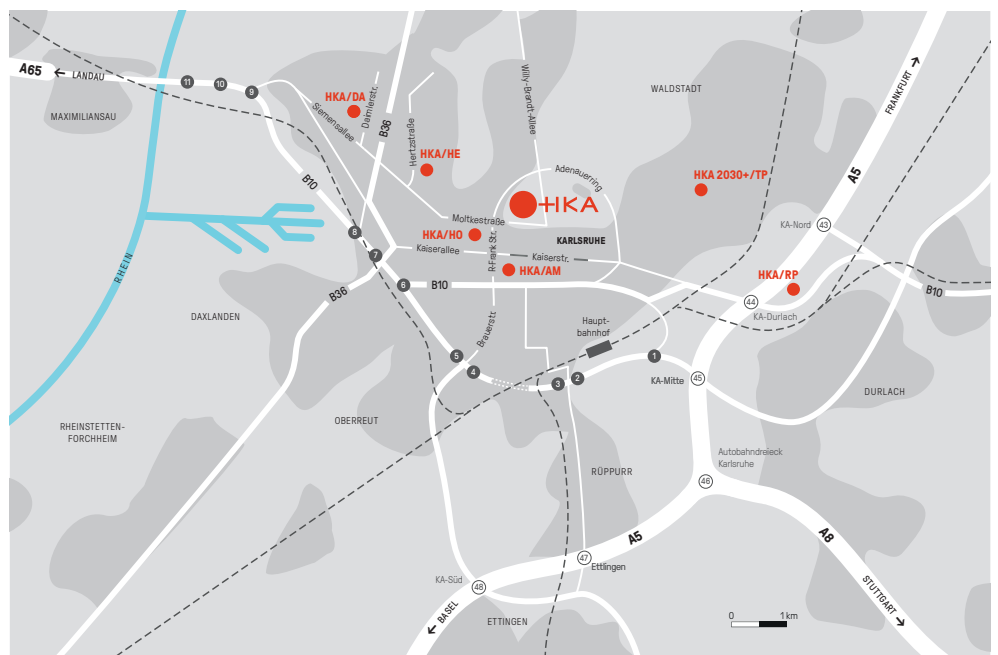 A65
← LANDAU
11
10
9
MAXIMILIANSAU
HKA/DA
Siemensallee
Daimlerstr.
B36
Hertzstraße
HKA/HE
Willy-Brandt-Allee
WALDSTADT
FRANKFURT →
A5
HKA 2030+/TP
Adenauerring
+HKA
B10
Moltkestraße
HKA/HO
R-Frank Str.
KARLSRUHE
Kaiserallee
Kaiserstr.
HKA/AM
KA-Nord
43
8
7
6
B10
RHEIN
B36
HKA/RP
44
KA-Durlach
B10
DAXLANDEN
Brauerstr.
Haupt-
bahnhof
5
4
3
2
1
KA-Mitte
45
DURLACH
RHEINSTETTEN-
FORCHHEIM
OBERREUT
RÜPPURR
Autobahndreieck
Karlsruhe
46
A5
A8
47
Ettlingen
KA-Süd
48
← BASEL
ETTINGEN
STUTTGART →
0
1 km